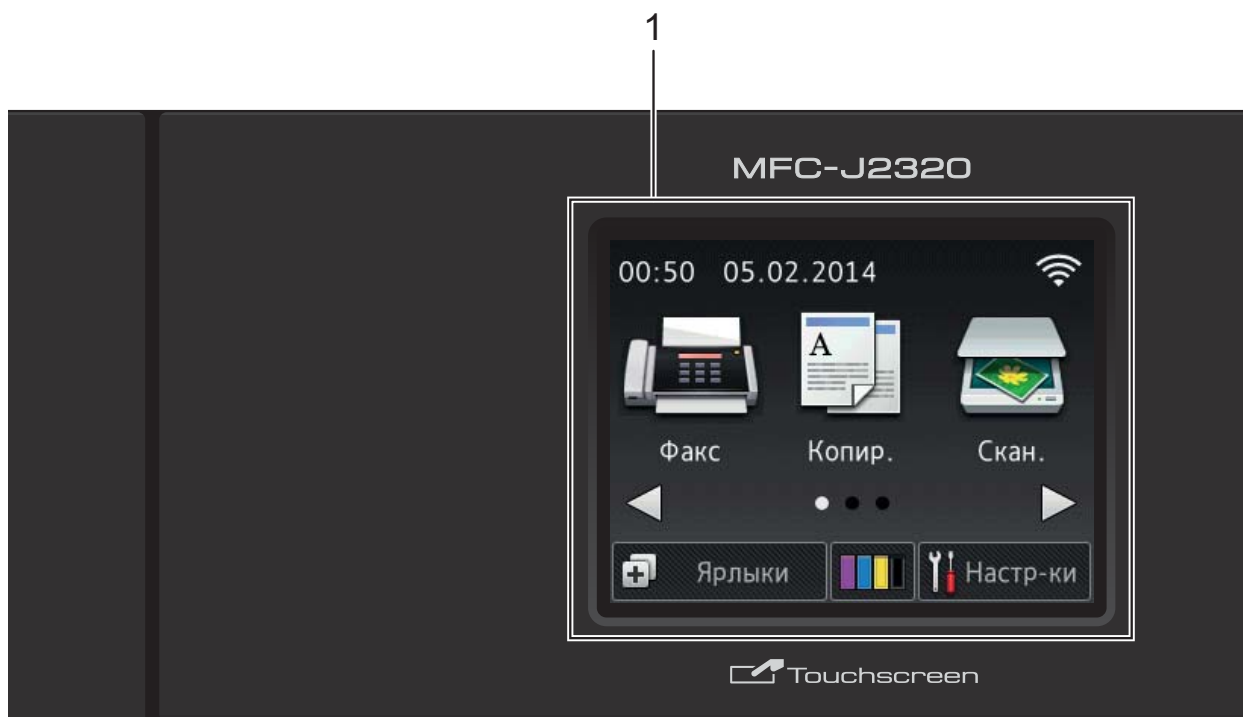 1
MFC-J2320
00:50 05.02.2014
A
Факс Копир. Скан.
Ярлыки Настр-ки
Touchscreen